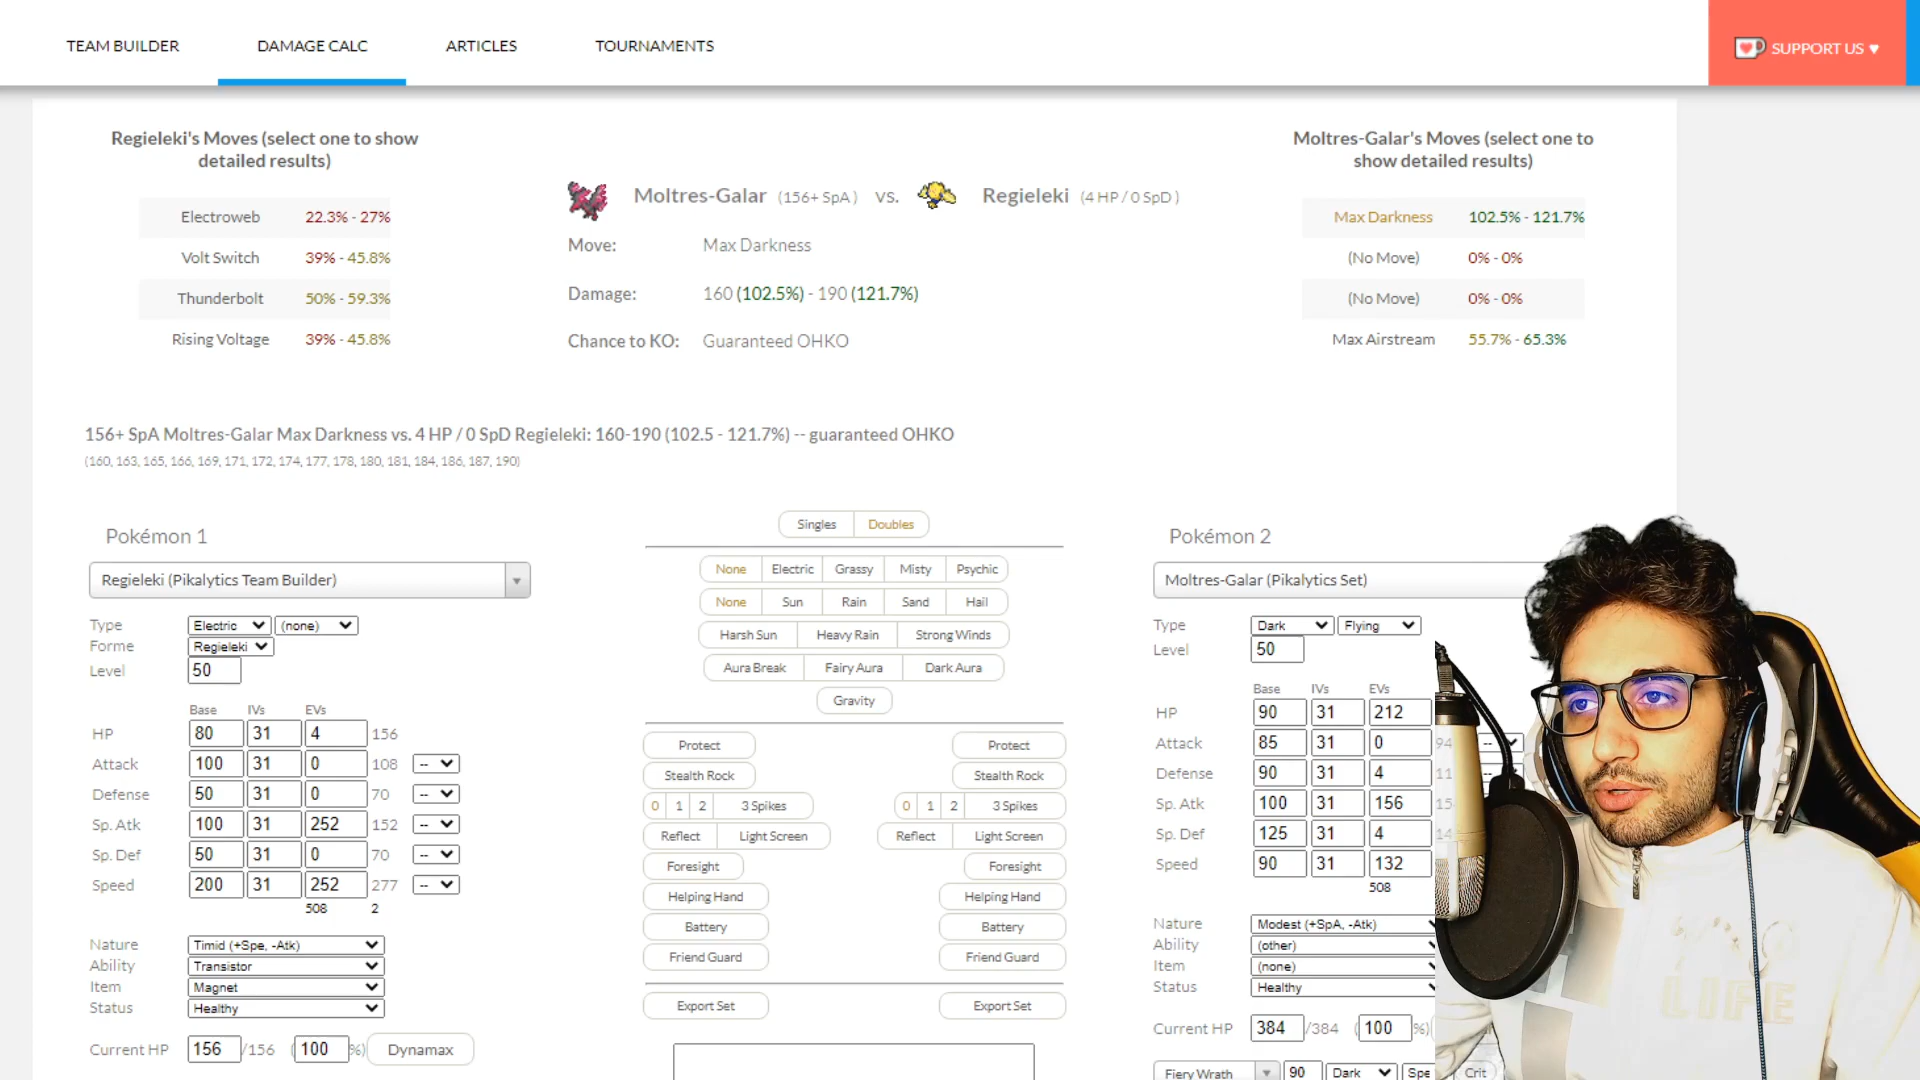 TEAM BUILDER DAMAGE CALC ARTICLES TOURNAMENTS SUPPORT US ♥
Regieleki's Moves (select one to show
detailed results)
Electroweb 22.3% - 27%
Volt Switch 39% - 45.8%
Thunderbolt 50% - 59.3%
Rising Voltage 39% - 45.8%
Moltres-Galar (156+ SpA ) VS. Regieleki (4 HP / 0 SpD )
Move: Max Darkness
Damage: 160 (102.5%) - 190 (121.7%)
Chance to KO: Guaranteed OHKO
Moltres-Galar's Moves (select one to
show detailed results)
Max Darkness 102.5% - 121.7%
(No Move) 0% - 0%
(No Move) 0% - 0%
Max Airstream 55.7% - 65.3%
156+ SpA Moltres-Galar Max Darkness vs. 4 HP / 0 SpD Regieleki: 160-190 (102.5 - 121.7%) -- guaranteed OHKO
(160, 163, 165, 166, 169, 171, 172, 174, 177, 178, 180, 181, 184, 186, 187, 190)
Pokémon 1
Regieleki (Pikalytics Team Builder)
Type Electric (none)
Forme Regieleki
Level 50
Base IVs EVs
HP 80 31 4 156
Attack 100 31 0 108 --
Defense 50 31 0 70 --
Sp. Atk 100 31 252 152 --
Sp. Def 50 31 0 70 --
Speed 200 31 252 277 --
508 2
Nature Timid (+Spe, -Atk)
Ability Transistor
Item Magnet
Status Healthy
Current HP 156 /156 ( 100 %) Dynamax
Singles Doubles
None Electric Grassy Misty Psychic
None Sun Rain Sand Hail
Harsh Sun Heavy Rain Strong Winds
Aura Break Fairy Aura Dark Aura
Gravity
Protect Protect
Stealth Rock Stealth Rock
0 1 2 3 Spikes 0 1 2 3 Spikes
Reflect Light Screen Reflect Light Screen
Foresight Foresight
Helping Hand Helping Hand
Battery Battery
Friend Guard Friend Guard
Export Set Export Set
Pokémon 2
Moltres-Galar (Pikalytics Set)
Type Dark Flying
Level 50
Base IVs EVs
HP 90 31 212
Attack 85 31 0 94 --
Defense 90 31 4 --
Sp. Atk 100 31 156
Sp. Def 125 31 4
Speed 90 31 132
508
Nature Modest (+SpA, -Atk)
Ability (other)
Item (none)
Status Healthy
Current HP 384 /384 ( 100 %)
Fiery Wrath 90 Dark Spe Crit
LIFE